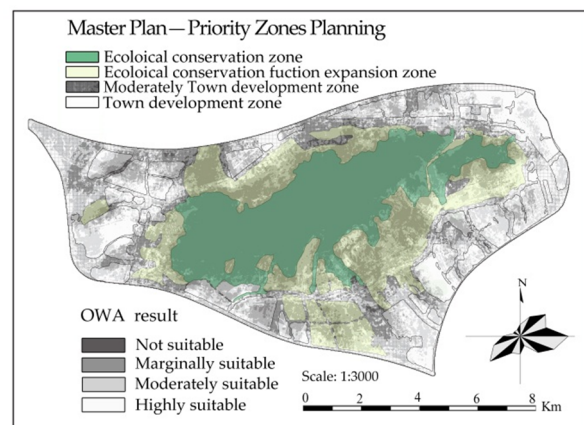 Master Plan—Priority Zones Planning
Ecoloical conservation zone
Ecoloical conservation fuction expansion zone
Moderately Town development zone
Town development zone
N
OWA result
Not suitable
Marginally suitable
Moderately suitable
Highly suitable
Scale: 1:3000
0 2 4 6 8 Km